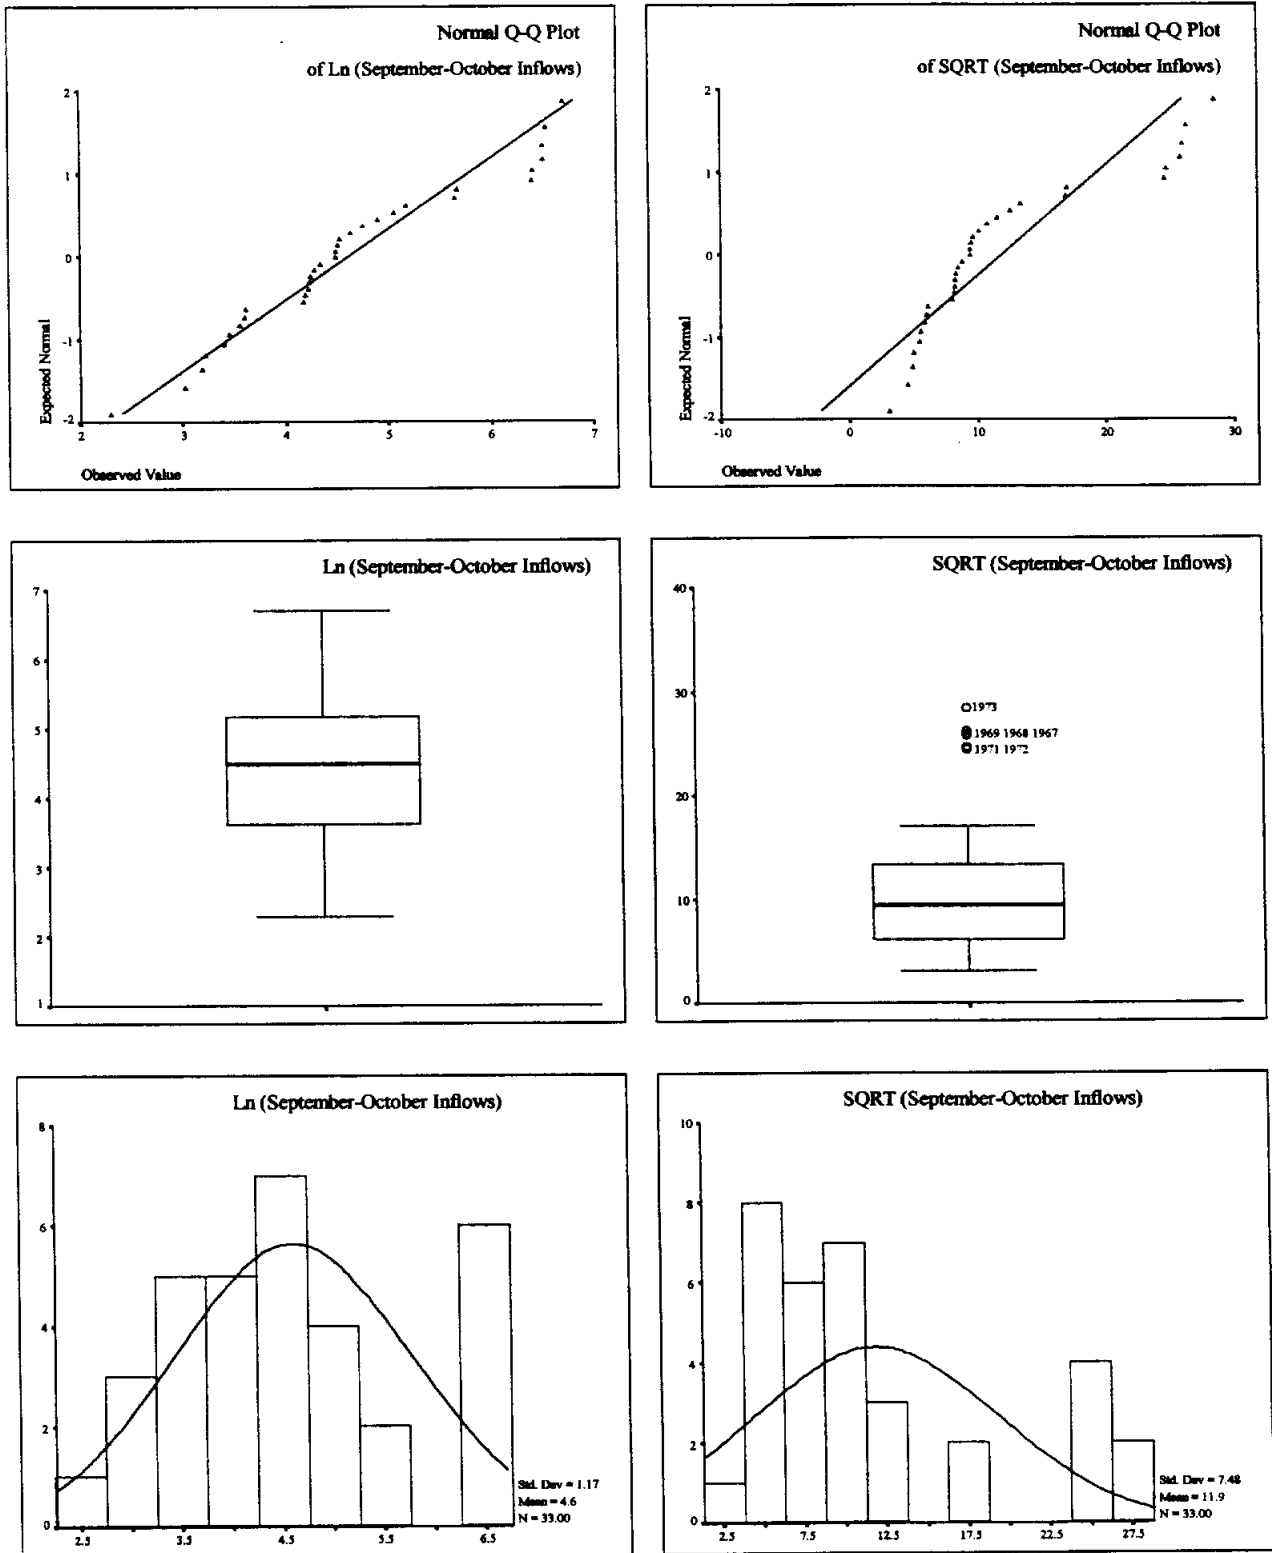 Normal Q-Q Plot
of Ln (September-October Inflows)
2
1
0
-1
-2
Expected Normal
2 3 4 5 6 7
Observed Value
Normal Q-Q Plot
of SQRT (September-October Inflows)
2
1
0
-1
-2
Expected Normal
-10 0 10 20 30
Observed Value
Ln (September-October Inflows)
7
6
5
4
3
2
1
SQRT (September-October Inflows)
40
30
20
10
0
1973
1969 1968 1967
1971 1972
Ln (September-October Inflows)
8
6
4
2
0
2.5 3.5 4.5 5.5 6.5
Std. Dev = 1.17
Mean = 4.6
N = 33.00
SQRT (September-October Inflows)
10
8
6
4
2
0
2.5 7.5 12.5 17.5 22.5 27.5
Std. Dev = 7.48
Mean = 11.9
N = 33.00